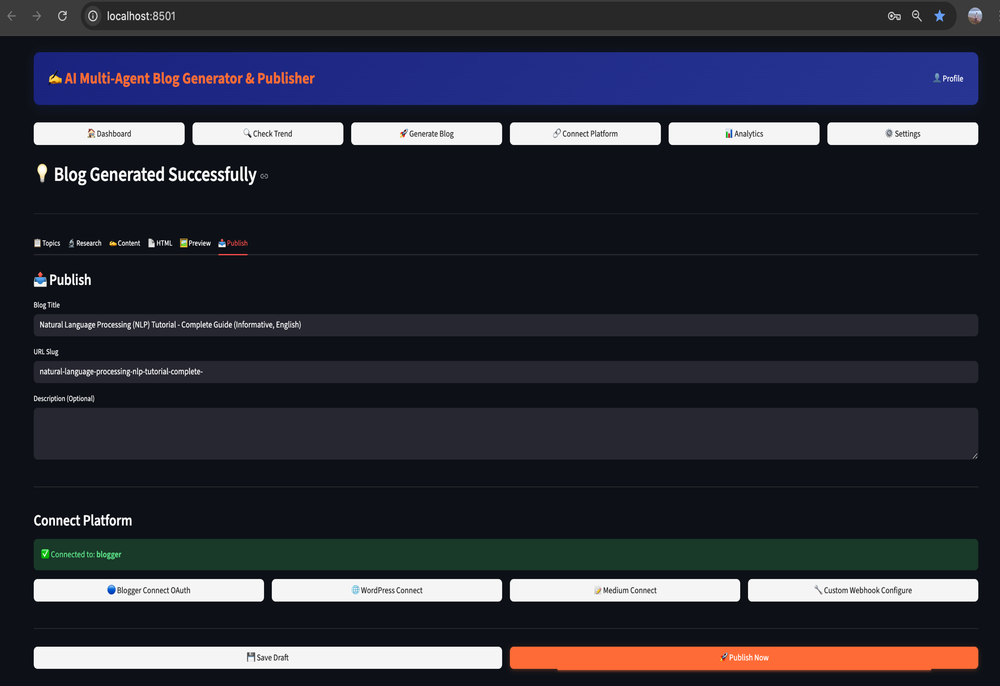 localhost:8501
✍️ AI Multi-Agent Blog Generator & Publisher
👤 Profile
🏠 Dashboard
🔍 Check Trend
🚀 Generate Blog
🔗 Connect Platform
📊 Analytics
⚙️ Settings
💡 Blog Generated Successfully
📋 Topics
🔬 Research
✍️ Content
📄 HTML
🖼️ Preview
📤 Publish
📤 Publish
Blog Title
Natural Language Processing (NLP) Tutorial - Complete Guide (Informative, English)
URL Slug
natural-language-processing-nlp-tutorial-complete-
Description (Optional)
Connect Platform
✅ Connected to: blogger
🔵 Blogger Connect OAuth
🌐 WordPress Connect
📝 Medium Connect
🔧 Custom Webhook Configure
💾 Save Draft
🚀 Publish Now